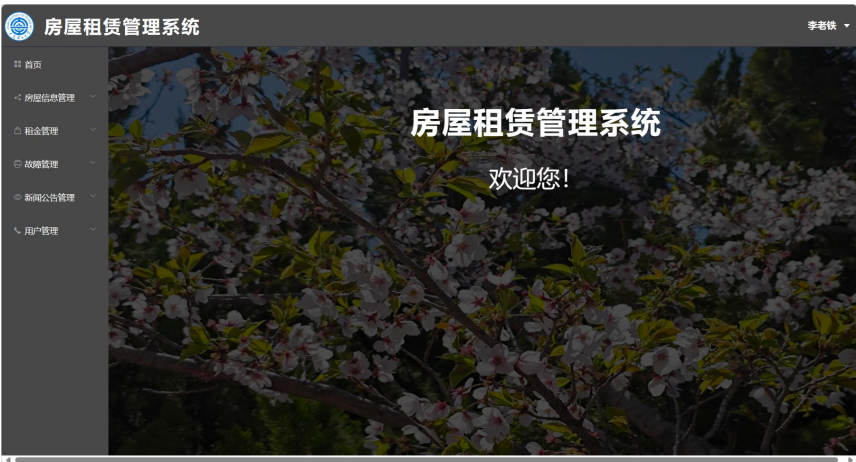 房屋租赁管理系统
李老铁
首页
房屋信息管理
租金管理
故障管理
新闻公告管理
用户管理
房屋租赁管理系统
欢迎您!